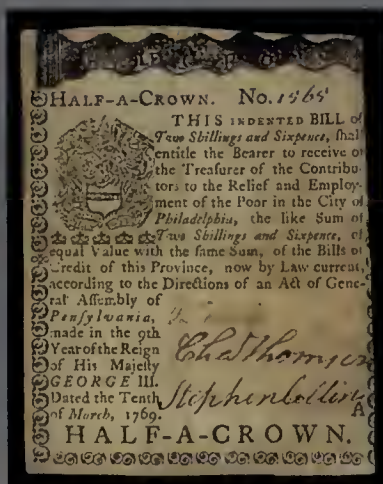 HALF-A-CROWN. No. 1565
THIS INDENTED BILL of
Two Shillings and Sixpence, shall
entitle the Bearer to receive of
the Treasurer of the Contribu-
tors to the Relief and Employ-
ment of the Poor in the City of
Philadelphia, the like Sum of
Two Shillings and Sixpence, of
equal Value with the same Sum, of the Bills of
Credit of this Province, now by Law current,
according to the Directions of an Act of Gene-
ral Assembly of
Pensylvania,
made in the 9th
Year of the Reign
of His Majesty
GEORGE III.
Dated the Tenth
of March, 1769.
Cha Thomson
Stephen Collins
A
HALF-A-CROWN.